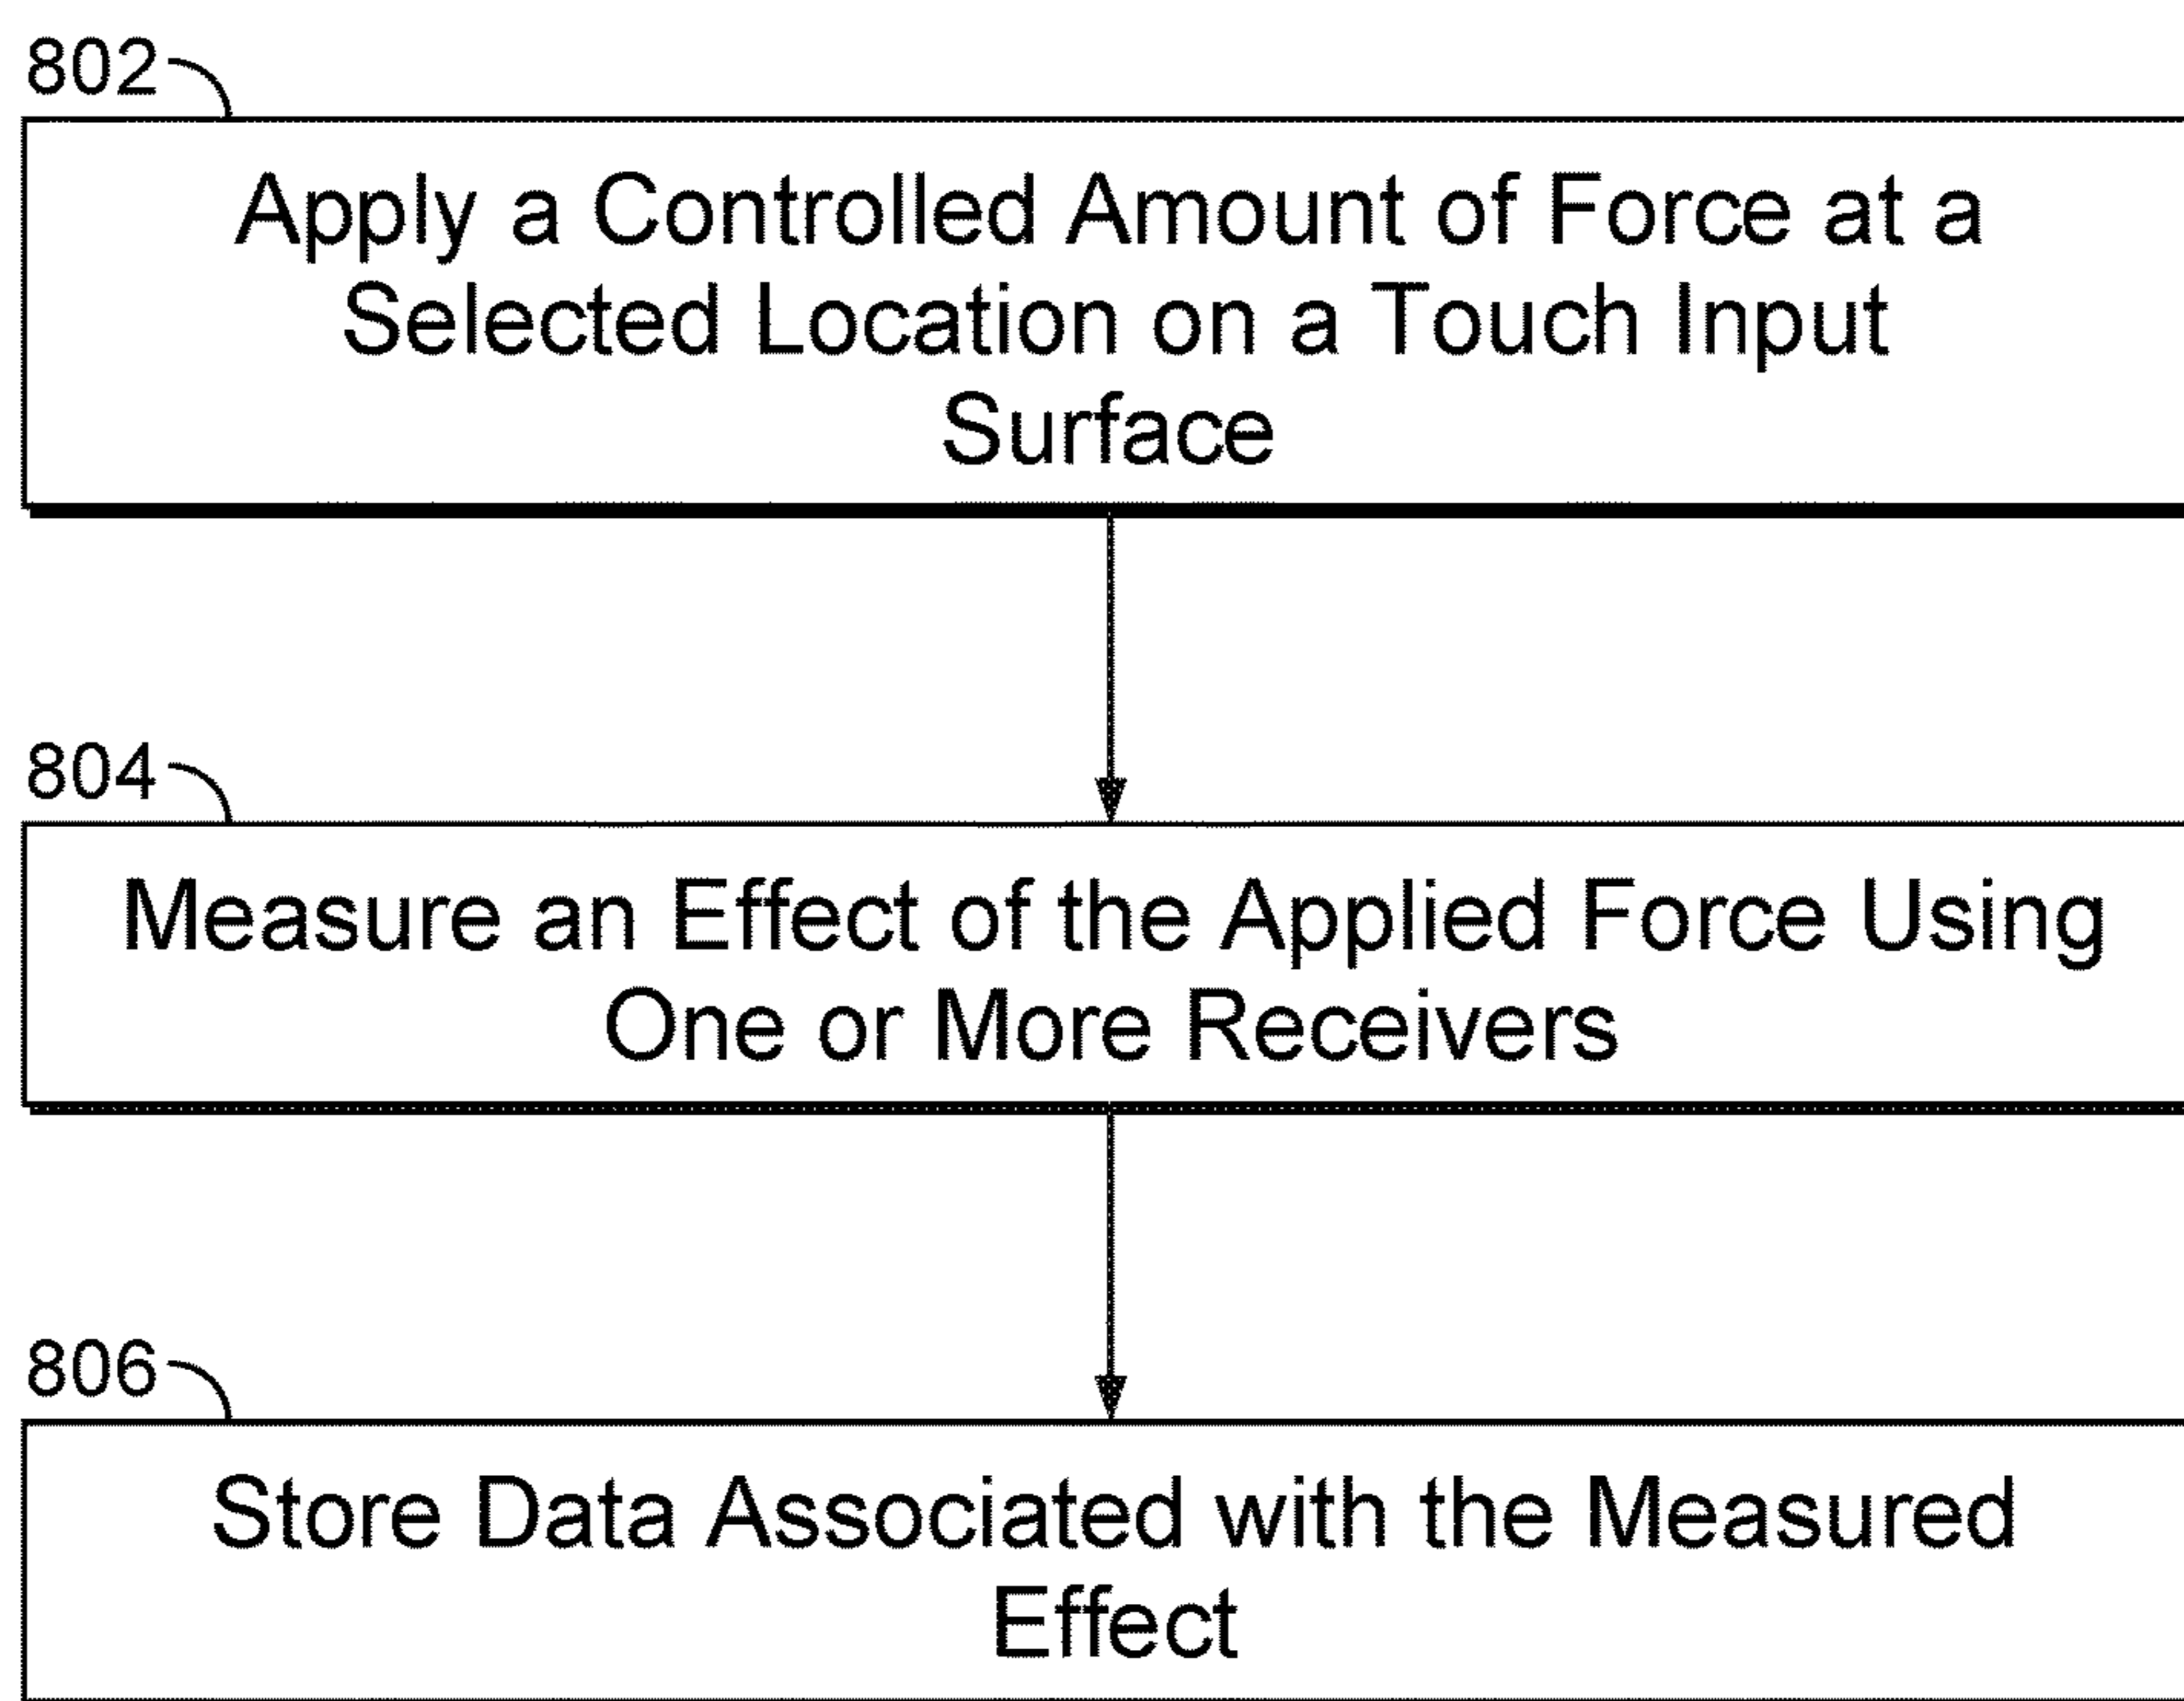 802
Apply a Controlled Amount of Force at a
Selected Location on a Touch Input
Surface
804
Measure an Effect of the Applied Force Using
One or More Receivers
806
Store Data Associated with the Measured
Effect